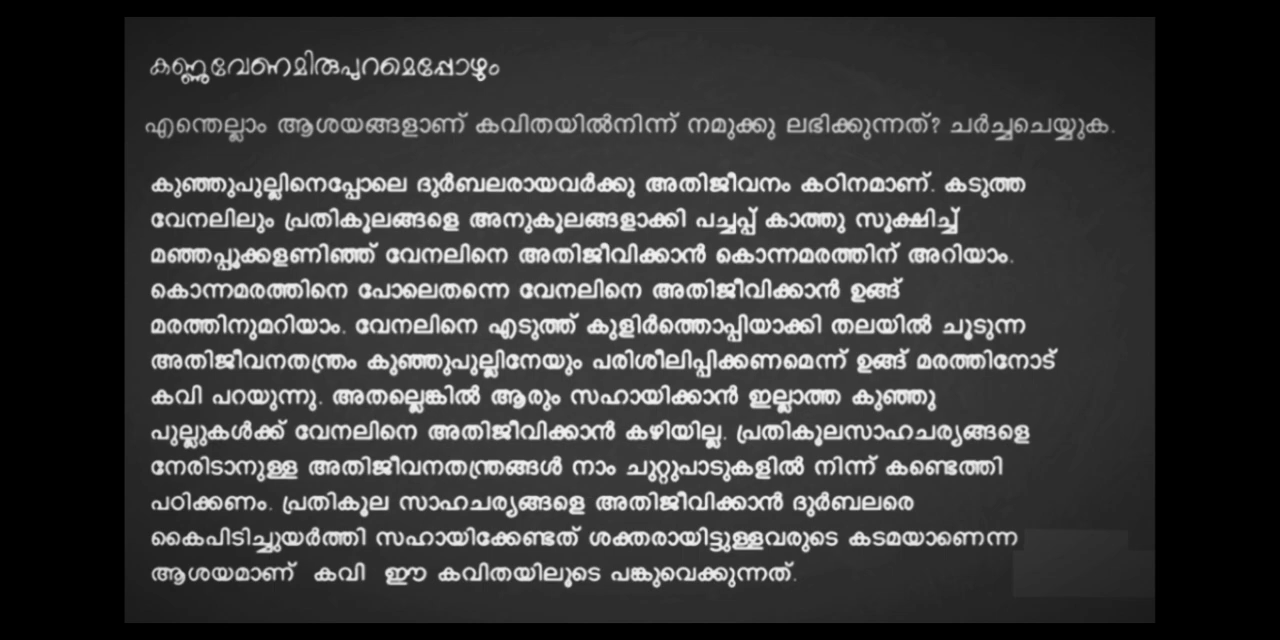 കണ്ണുവേണമിരുപുറമെപ്പോഴും
എന്തെല്ലാം ആശയങ്ങളാണ് കവിതയിൽനിന്ന് നമുക്കു ലഭിക്കുന്നത്? ചർച്ചചെയ്യുക.
കുഞ്ഞുപുല്ലിനെപ്പോലെ ദുർബലരായവർക്കു അതിജീവനം കഠിനമാണ്. കടുത്ത
വേനലിലും പ്രതികൂലങ്ങളെ അനുകൂലങ്ങളാക്കി പച്ചപ്പ് കാത്തു സൂക്ഷിച്ച്
മഞ്ഞപ്പൂക്കളണിഞ്ഞ് വേനലിനെ അതിജീവിക്കാൻ കൊന്നമരത്തിന് അറിയാം.
കൊന്നമരത്തിനെ പോലെതന്നെ വേനലിനെ അതിജീവിക്കാൻ ഉങ്ങ്
മരത്തിനുമറിയാം. വേനലിനെ എടുത്ത് കുളിർത്തൊപ്പിയാക്കി തലയിൽ ചൂടുന്ന
അതിജീവനതന്ത്രം കുഞ്ഞുപുല്ലിനേയും പരിശീലിപ്പിക്കണമെന്ന് ഉങ്ങ് മരത്തിനോട്
കവി പറയുന്നു. അതല്ലെങ്കിൽ ആരും സഹായിക്കാൻ ഇല്ലാത്ത കുഞ്ഞു
പുല്ലുകൾക്ക് വേനലിനെ അതിജീവിക്കാൻ കഴിയില്ല. പ്രതികൂലസാഹചര്യങ്ങളെ
നേരിടാനുള്ള അതിജീവനതന്ത്രങ്ങൾ നാം ചുറ്റുപാടുകളിൽ നിന്ന് കണ്ടെത്തി
പഠിക്കണം. പ്രതികൂല സാഹചര്യങ്ങളെ അതിജീവിക്കാൻ ദുർബലരെ
കൈപിടിച്ചുയർത്തി സഹായിക്കേണ്ടത് ശക്തരായിട്ടുള്ളവരുടെ കടമയാണെന്ന
ആശയമാണ് കവി ഈ കവിതയിലൂടെ പങ്കുവെക്കുന്നത്.